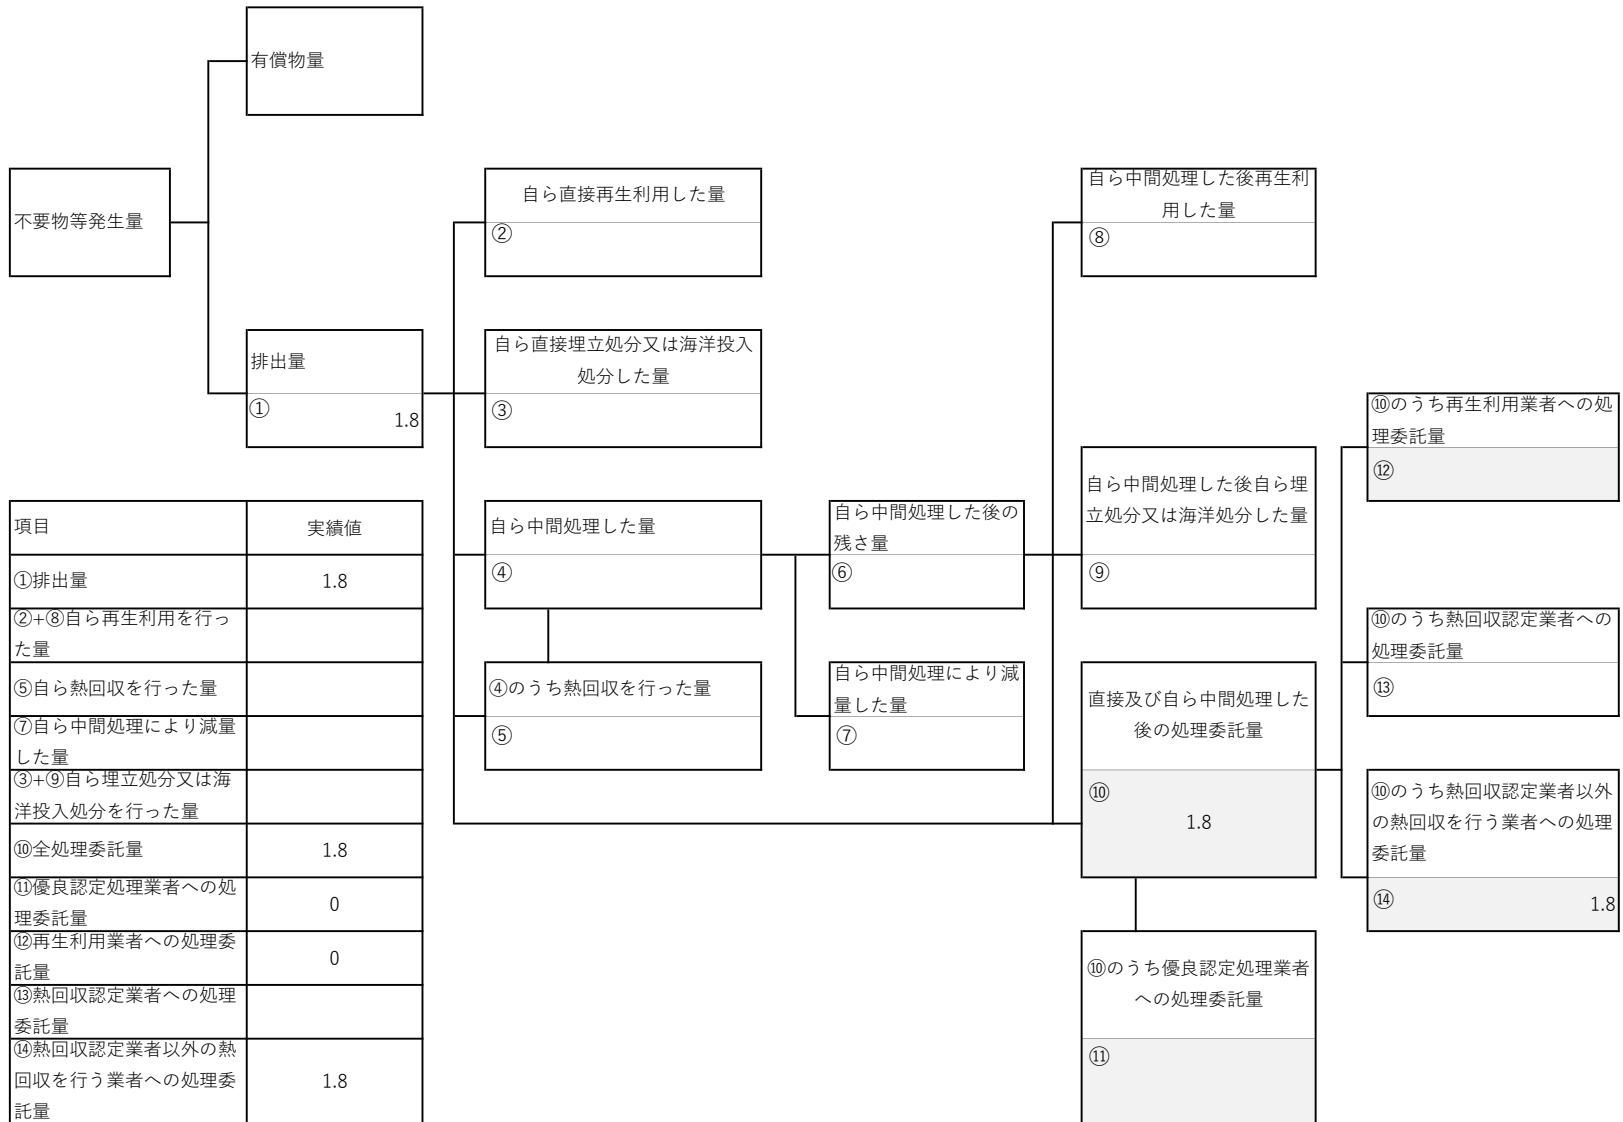 有償物量
不要物等発生量
排出量
①
1.8
自ら直接再生利用した量
②
自ら直接埋立処分又は海洋投入
処分した量
③
自ら中間処理した量
④
④のうち熱回収を行った量
⑤
自ら中間処理した後の
残さ量
⑥
自ら中間処理により減
量した量
⑦
自ら中間処理した後再生利
用した量
⑧
自ら中間処理した後自ら埋
立処分又は海洋処分した量
⑨
直接及び自ら中間処理した
後の処理委託量
⑩
1.8
⑩のうち優良認定処理業者
への処理委託量
⑪
⑩のうち再生利用業者への処
理委託量
⑫
⑩のうち熱回収認定業者への
処理委託量
⑬
⑩のうち熱回収認定業者以外
の熱回収を行う業者への処理
委託量
⑭
1.8
項目
実績値
①排出量
1.8
②+⑧自ら再生利用を行っ
た量
⑤自ら熱回収を行った量
⑦自ら中間処理により減量
した量
③+⑨自ら埋立処分又は海
洋投入処分を行った量
⑩全処理委託量
1.8
⑪優良認定処理業者への処
理委託量
0
⑫再生利用業者への処理委
託量
0
⑬熱回収認定業者への処理
委託量
⑭熱回収認定業者以外の熱
回収を行う業者への処理委
託量
1.8